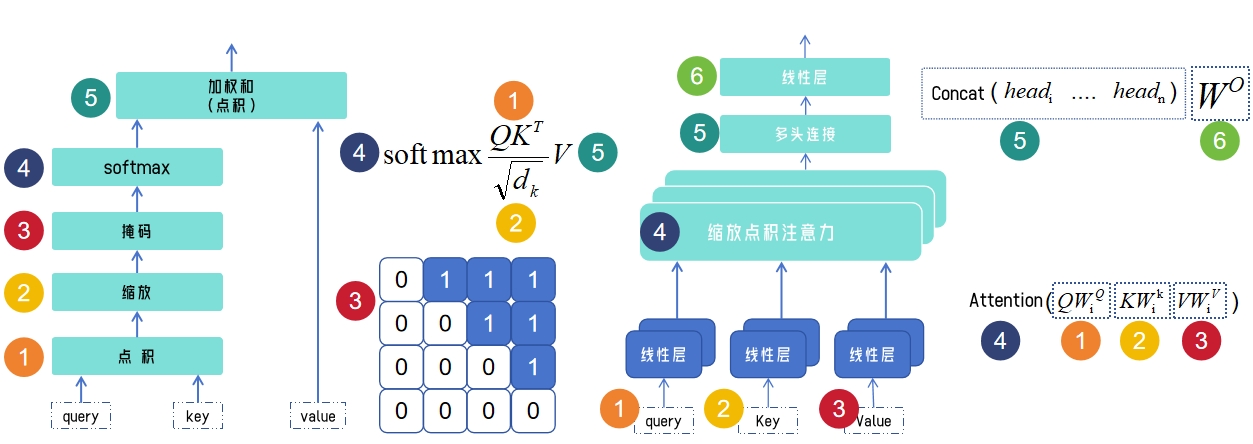 加权和
(点积)
5
softmax
4
掩码
3
缩放
2
点 积
1
query
key
value
1
4
soft max QK^T / √d_k V
5
2
3
0 1 1 1
0 0 1 1
0 0 0 1
0 0 0 0
6
线性层
5
多头连接
4
缩放点积注意力
线性层
线性层
线性层
1
query
2
Key
3
Value
Concat ( head_i .... head_n ) W^O
5
6
Attention( QW_i^Q KW_i^k VW_i^V )
4
1
2
3